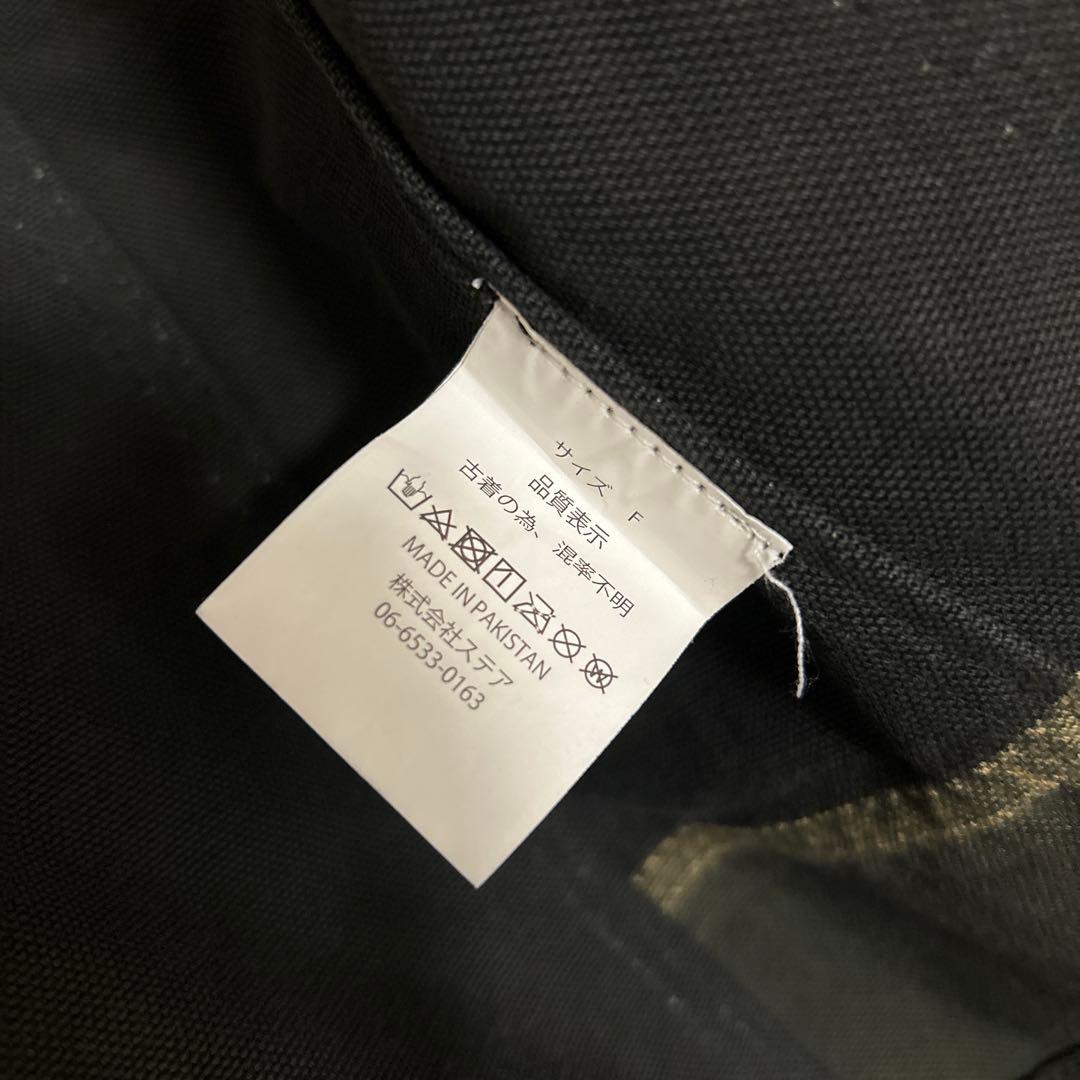 サイズ F
品質表示
古着の為、混率不明
MADE IN PAKISTAN
株式会社ステア
06-6533-0163